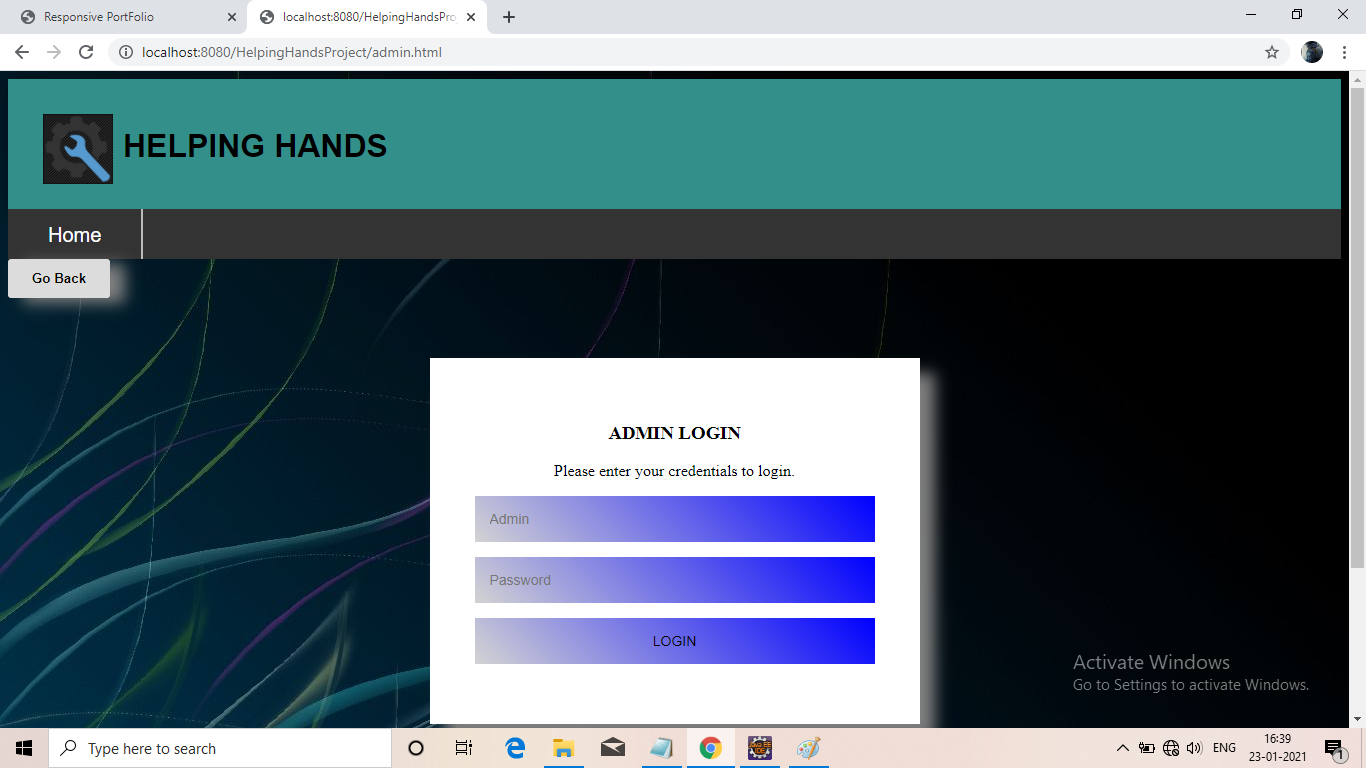 Responsive PortFolio
localhost:8080/HelpingHandsPro
localhost:8080/HelpingHandsProject/admin.html
HELPING HANDS
Home
Go Back
ADMIN LOGIN
Please enter your credentials to login.
Admin
Password
LOGIN
Activate Windows
Go to Settings to activate Windows.
Type here to search
ENG
16:39
23-01-2021
1